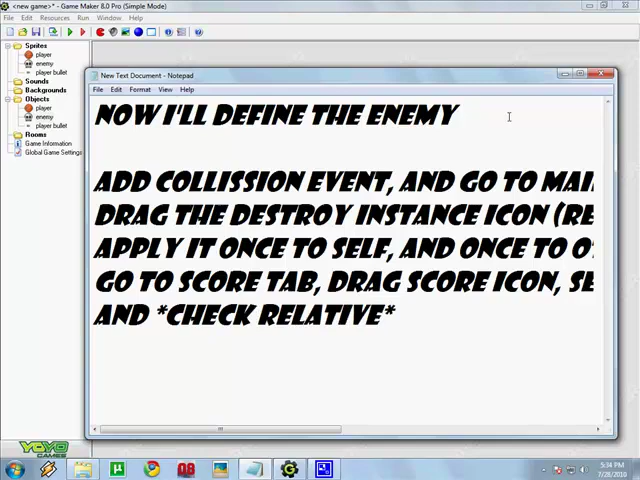 <new game>* - Game Maker 8.0 Pro (Simple Mode)
File Edit Resources Run Window Help
Sprites
player
enemy
player bullet
Sounds
Backgrounds
Objects
player
enemy
player bullet
Rooms
Game Information
Global Game Settings
New Text Document - Notepad
File Edit Format View Help
NOW I'LL DEFINE THE ENEMY
ADD COLLISSION EVENT, AND GO TO MAI
DRAG THE DESTROY INSTANCE ICON (RE
APPLY IT ONCE TO SELF, AND ONCE TO O
GO TO SCORE TAB, DRAG SCORE ICON, SE
AND *CHECK RELATIVE*
YOYO
GAMES
5:34 PM
7/28/2010